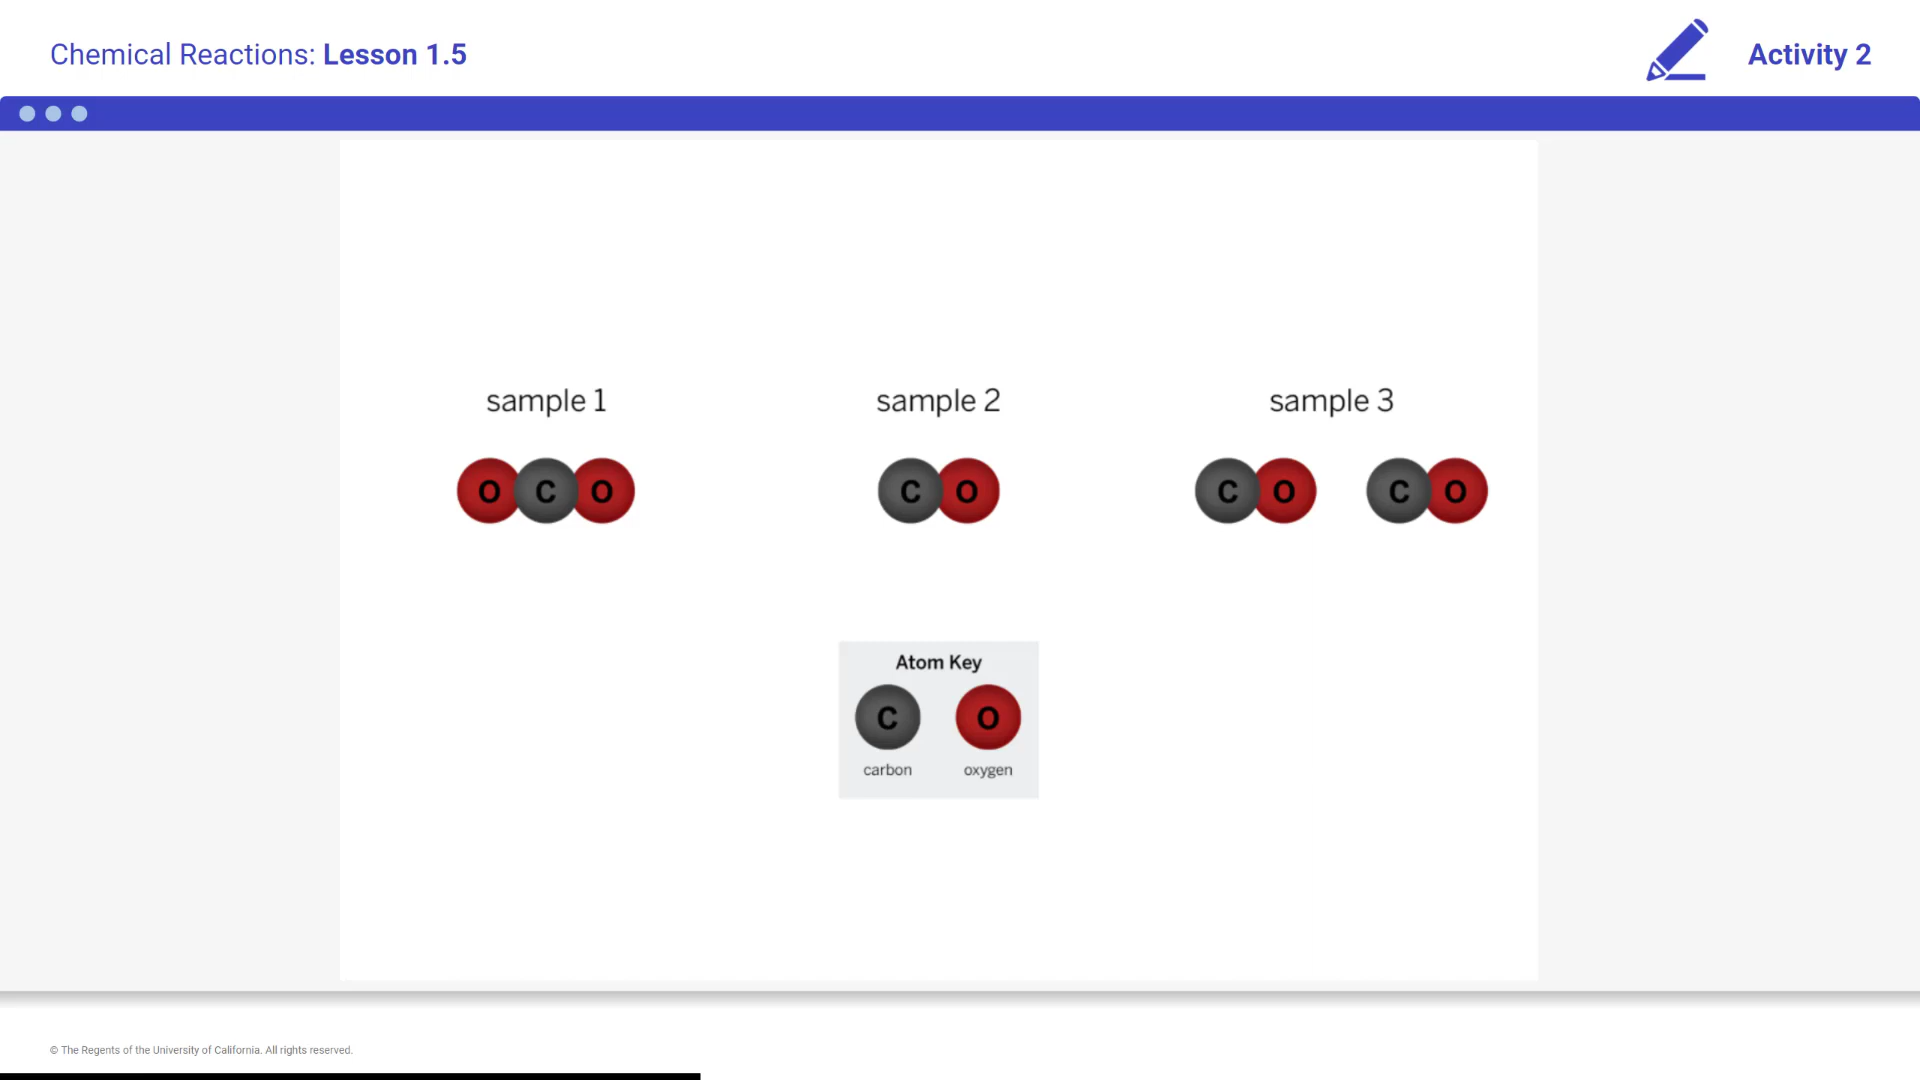 Chemical Reactions: Lesson 1.5
Activity 2
sample 1
sample 2
sample 3
O C O
C O
C O C O
Atom Key
C O
carbon oxygen
© The Regents of the University of California. All rights reserved.